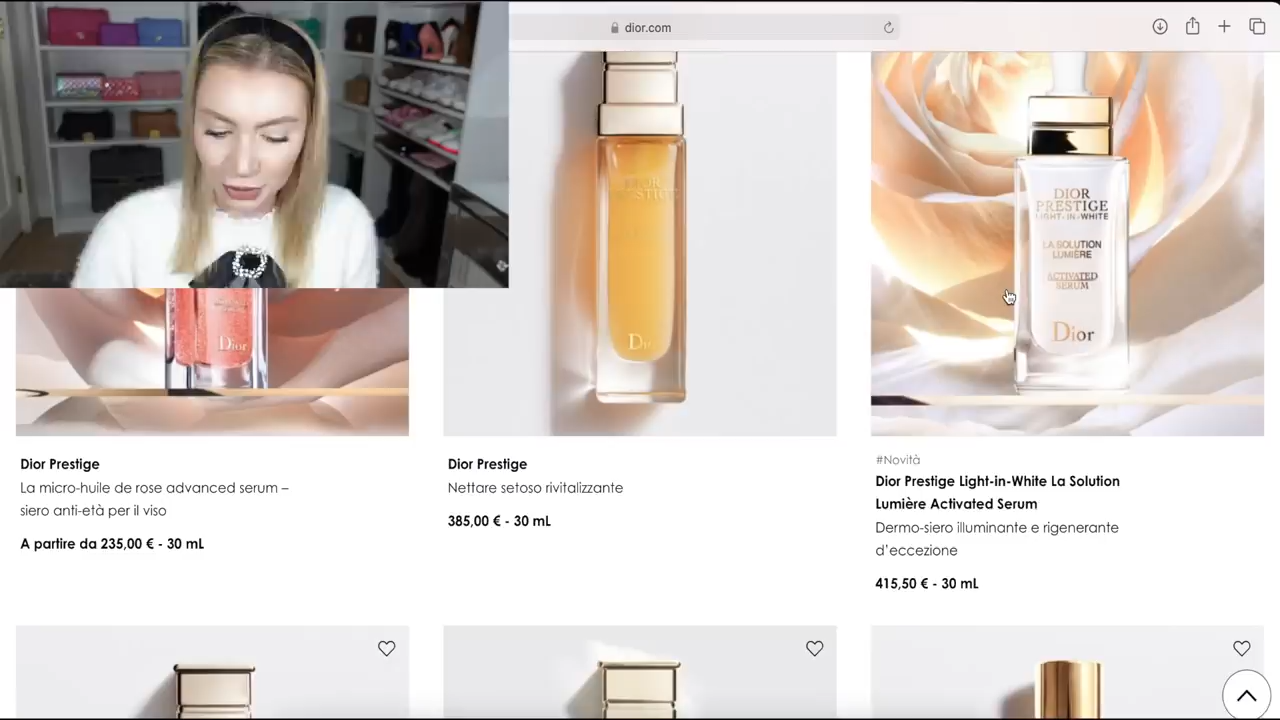 dior.com
DIOR
PRESTIGE
LIGHT-IN-WHITE
LA SOLUTION
LUMIÈRE
ACTIVATED
SERUM
Dior
Dior
DIOR
PRESTIGE
Dior Prestige
La micro-huile de rose advanced serum –
siero anti-età per il viso
A partire da 235,00 € - 30 mL
Dior Prestige
Nettare setoso rivitalizzante
385,00 € - 30 mL
#Novità
Dior Prestige Light-in-White La Solution
Lumière Activated Serum
Dermo-siero illuminante e rigenerante
d'eccezione
415,50 € - 30 mL